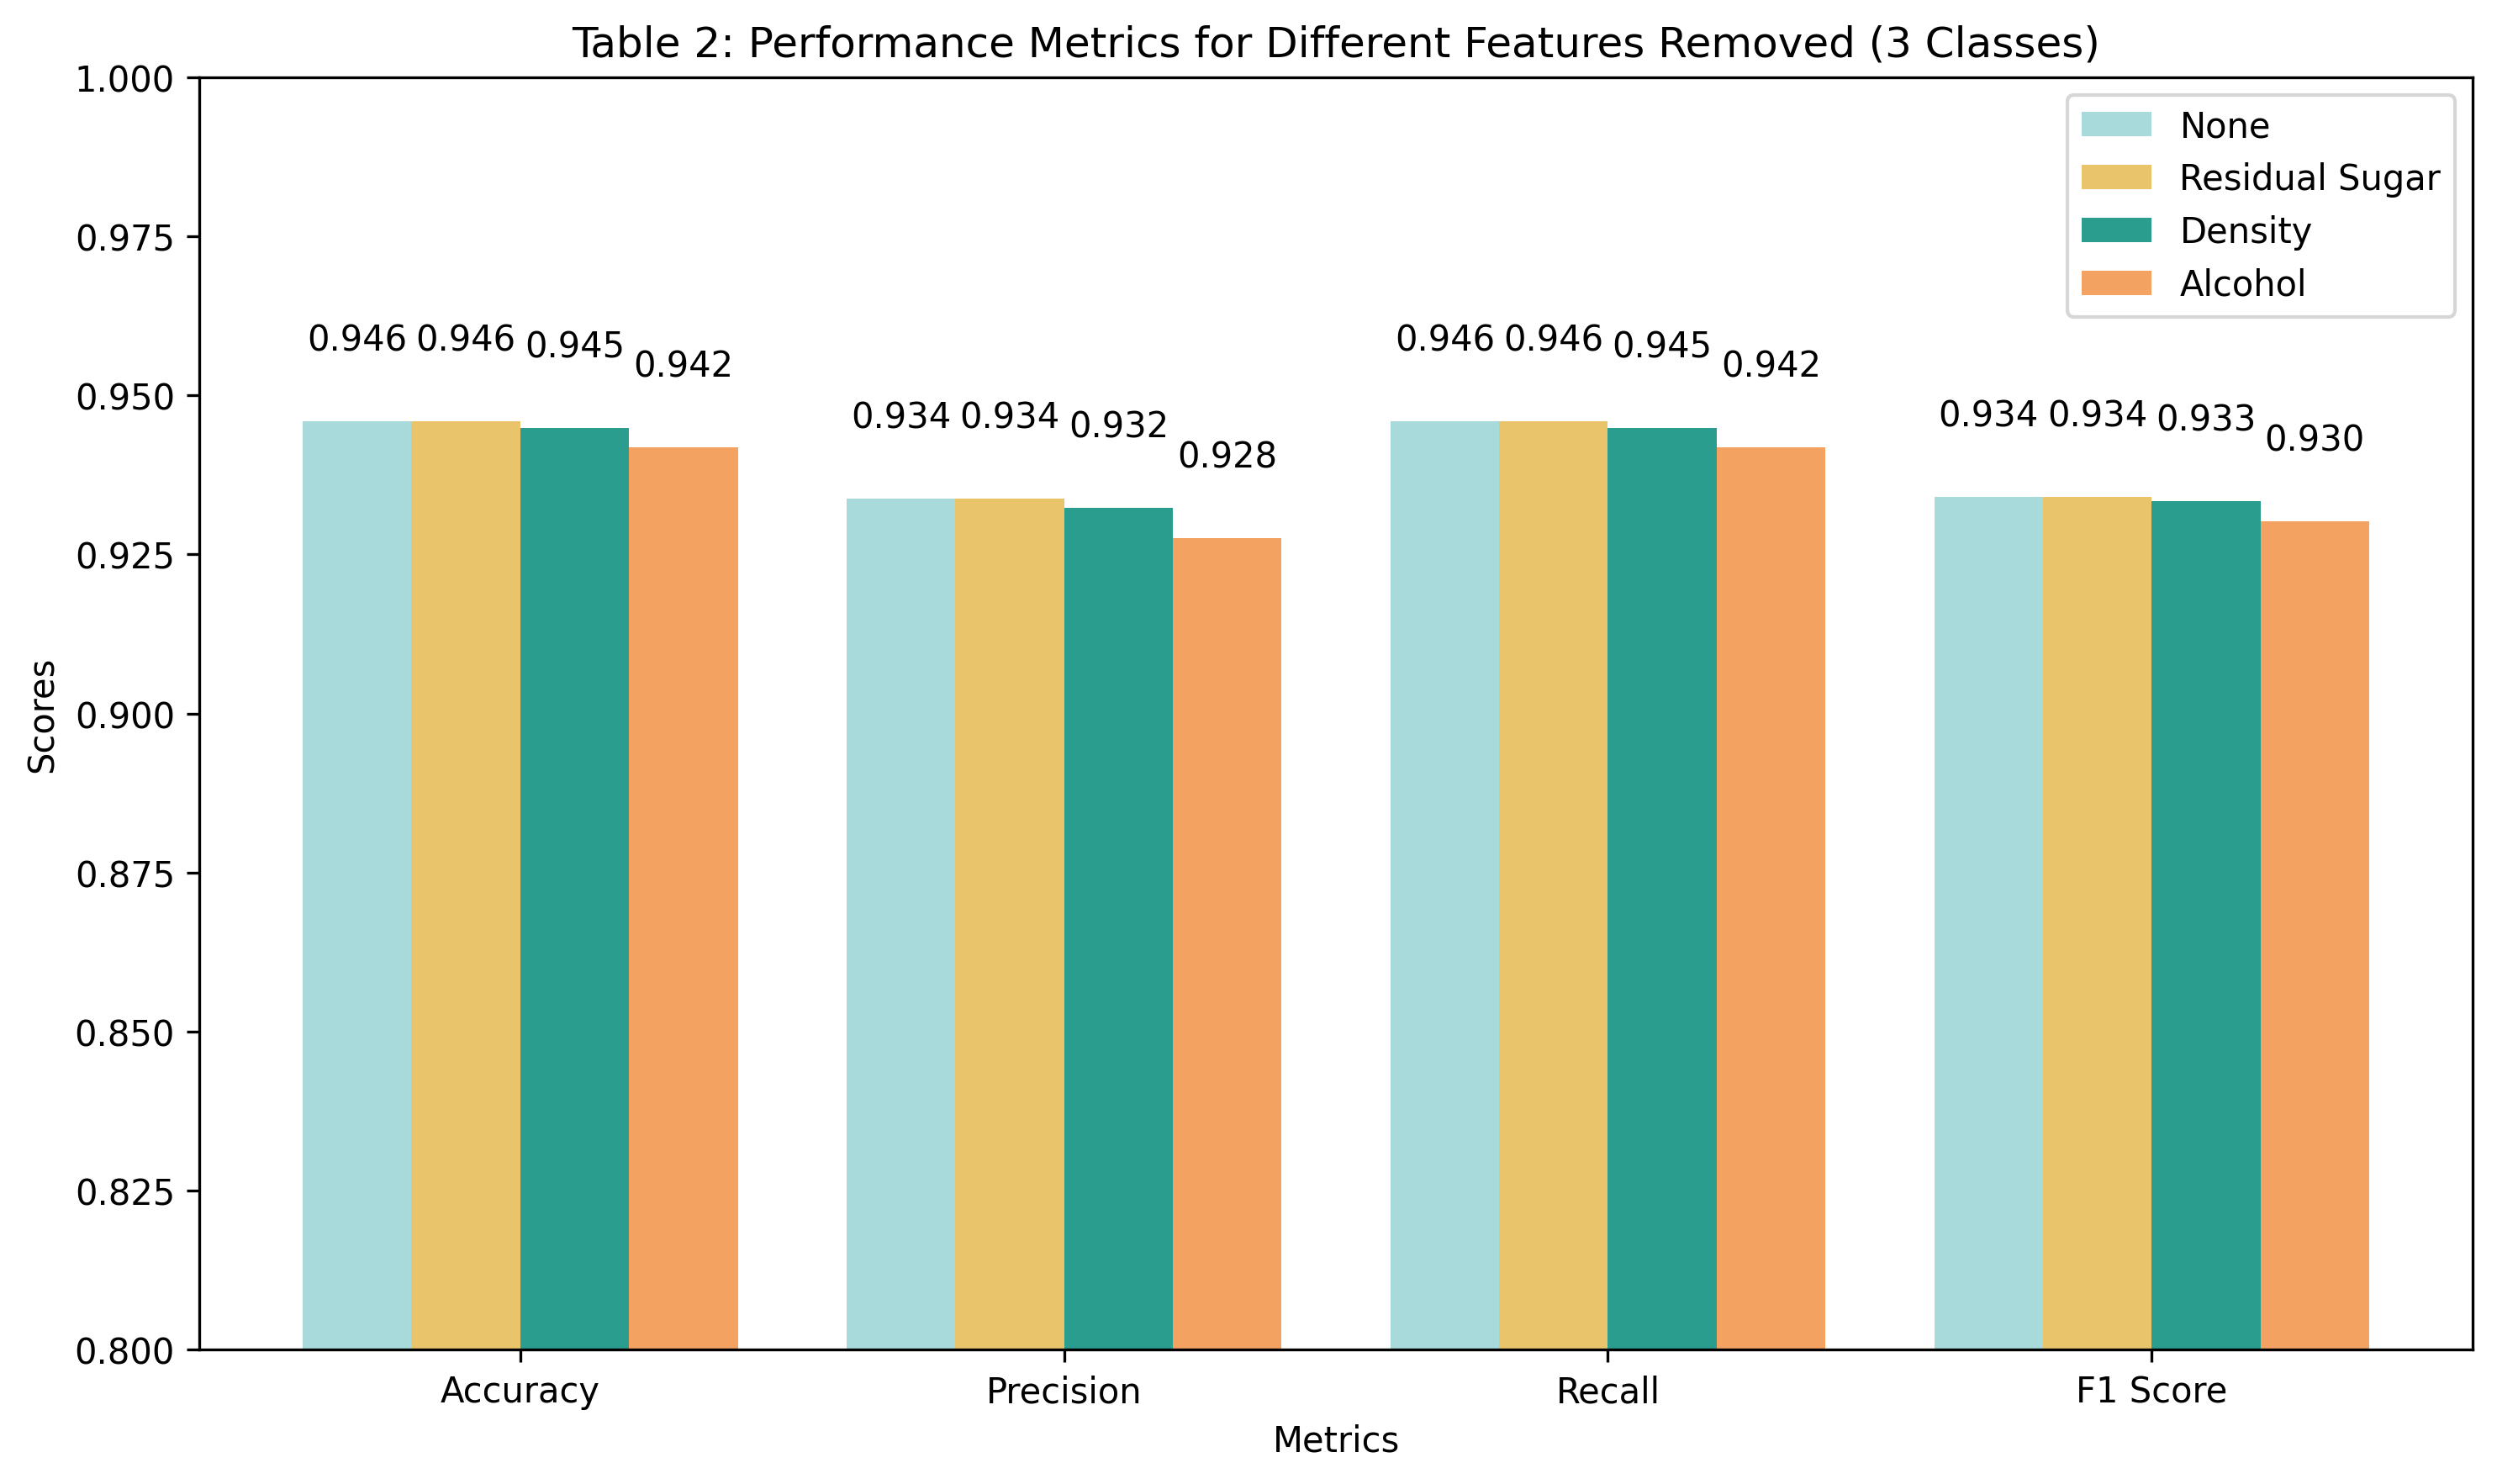 Table 2: Performance Metrics for Different Features Removed (3 Classes)
1.000
0.975
0.950
0.925
0.900
0.875
0.850
0.825
0.800
Scores
None
Residual Sugar
Density
Alcohol
0.946 0.946 0.945 0.942
0.934 0.934 0.932 0.928
0.946 0.946 0.945 0.942
0.934 0.934 0.933 0.930
Accuracy Precision Recall F1 Score
Metrics